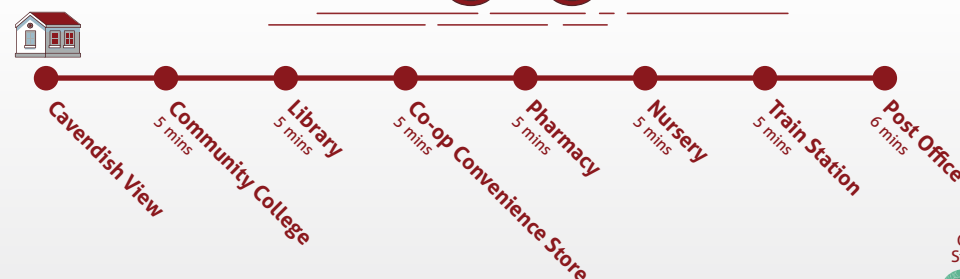 Cavendish View
Community College
5 mins
Library
5 mins
Co-op Convenience Store
5 mins
Pharmacy
5 mins
Nursery
5 mins
Train Station
5 mins
Post Office
6 mins